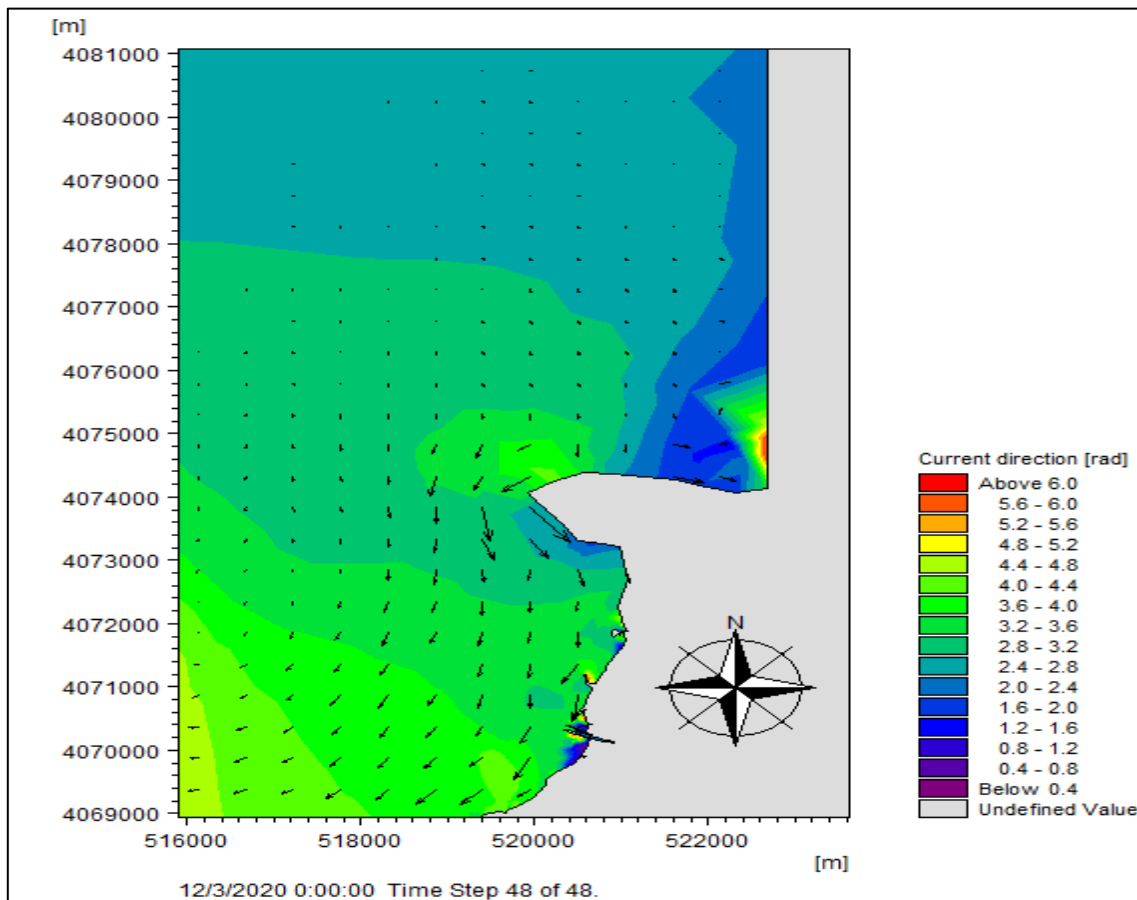 [m]
4081000
4080000
4079000
4078000
4077000
4076000
4075000
4074000
4073000
4072000
4071000
4070000
4069000
516000 518000 520000 522000
[m]
N
Current direction [rad]
Above 6.0
5.6 - 6.0
5.2 - 5.6
4.8 - 5.2
4.4 - 4.8
4.0 - 4.4
3.6 - 4.0
3.2 - 3.6
2.8 - 3.2
2.4 - 2.8
2.0 - 2.4
1.6 - 2.0
1.2 - 1.6
0.8 - 1.2
0.4 - 0.8
Below 0.4
Undefined Value
12/3/2020 0:00:00 Time Step 48 of 48.